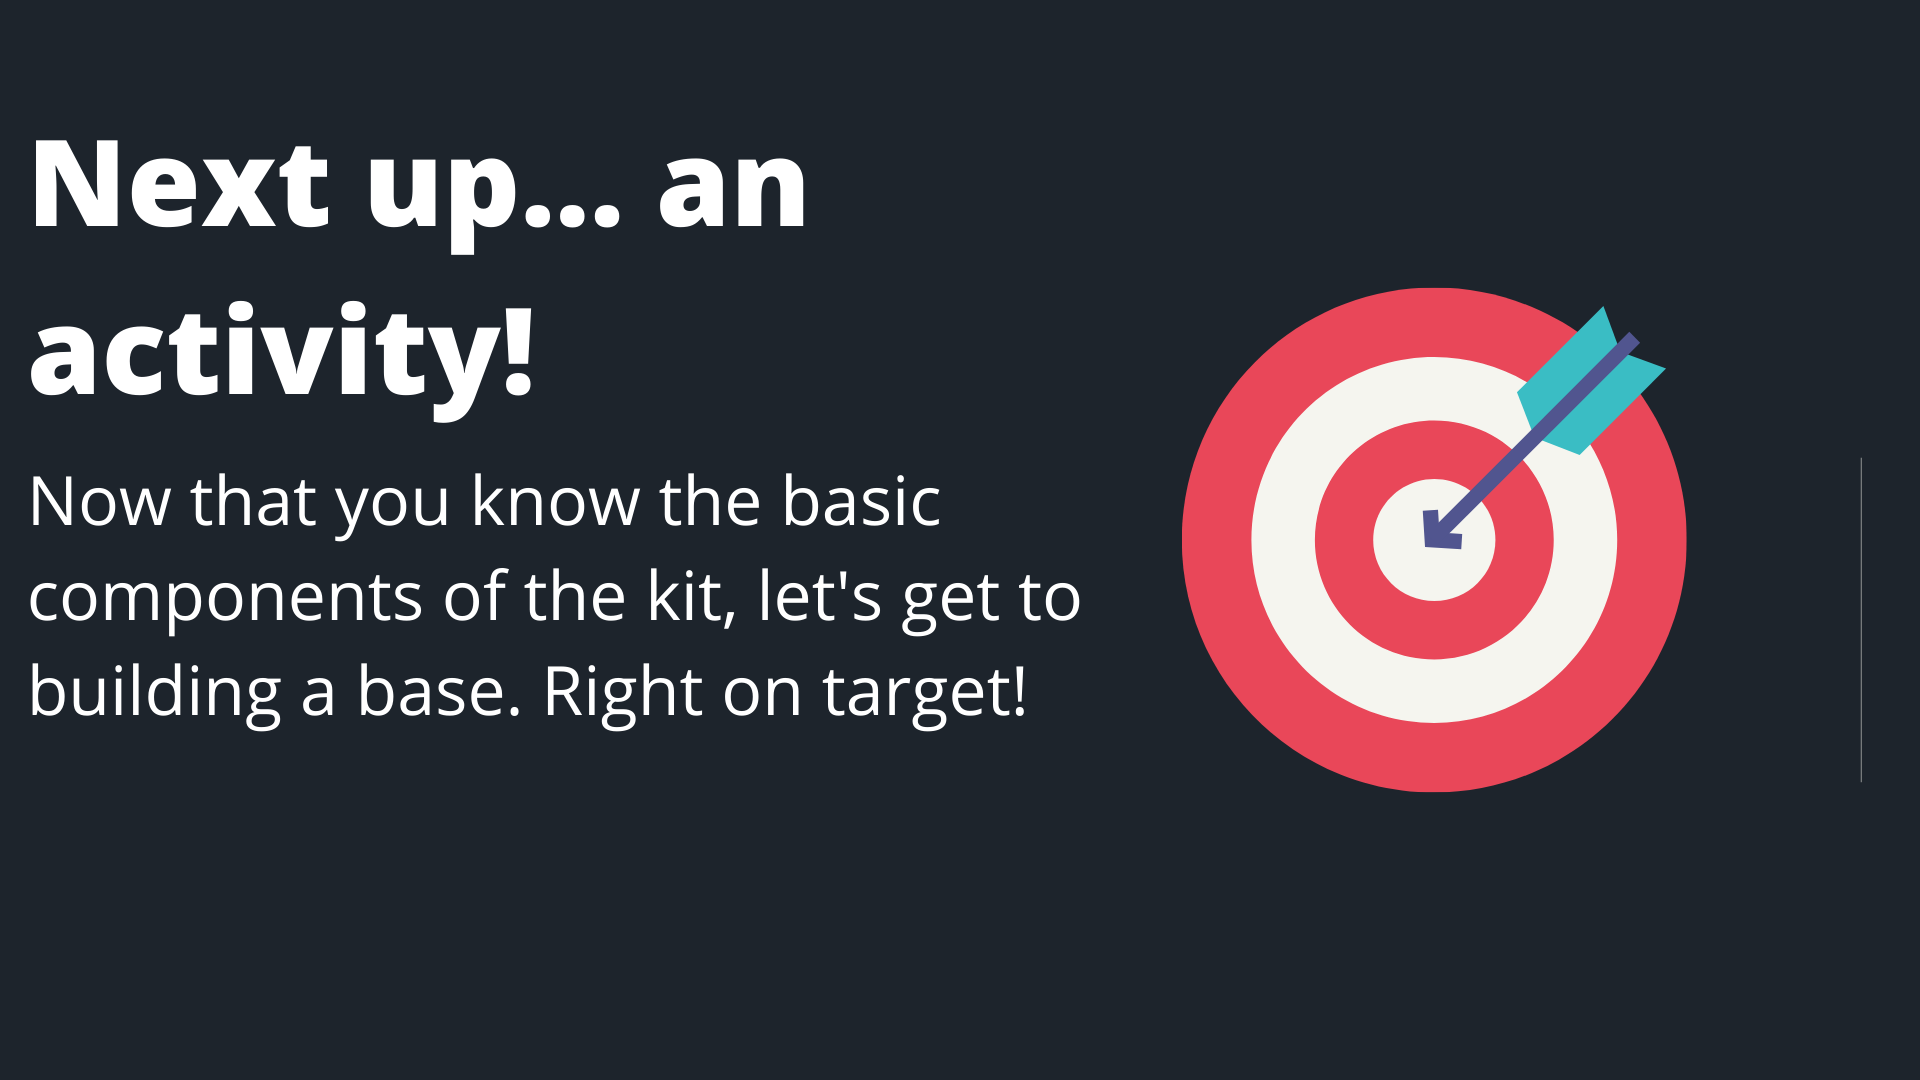 Next up... an
activity!
Now that you know the basic
components of the kit, let's get to
building a base. Right on target!